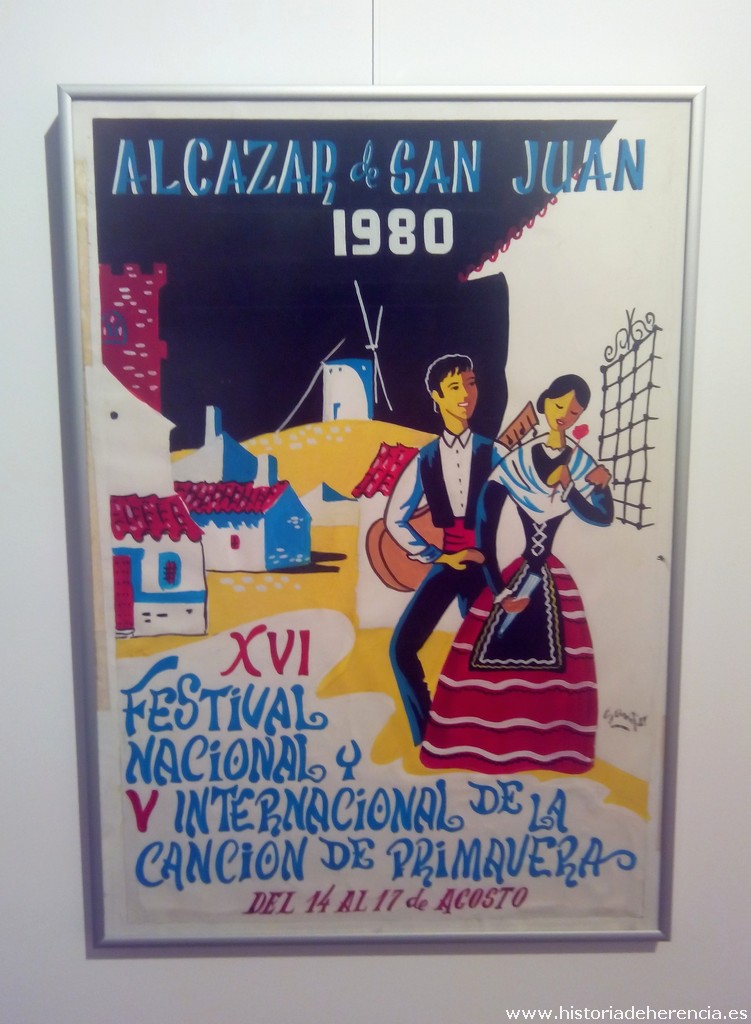 ALCAZAR de SAN JUAN
1980
XVI
FESTIVAL
NACIONAL Y
V INTERNACIONAL DE LA
CANCION DE PRIMAVERA
DEL 14 AL 17 de AGOSTO
www.historiadeherencia.es